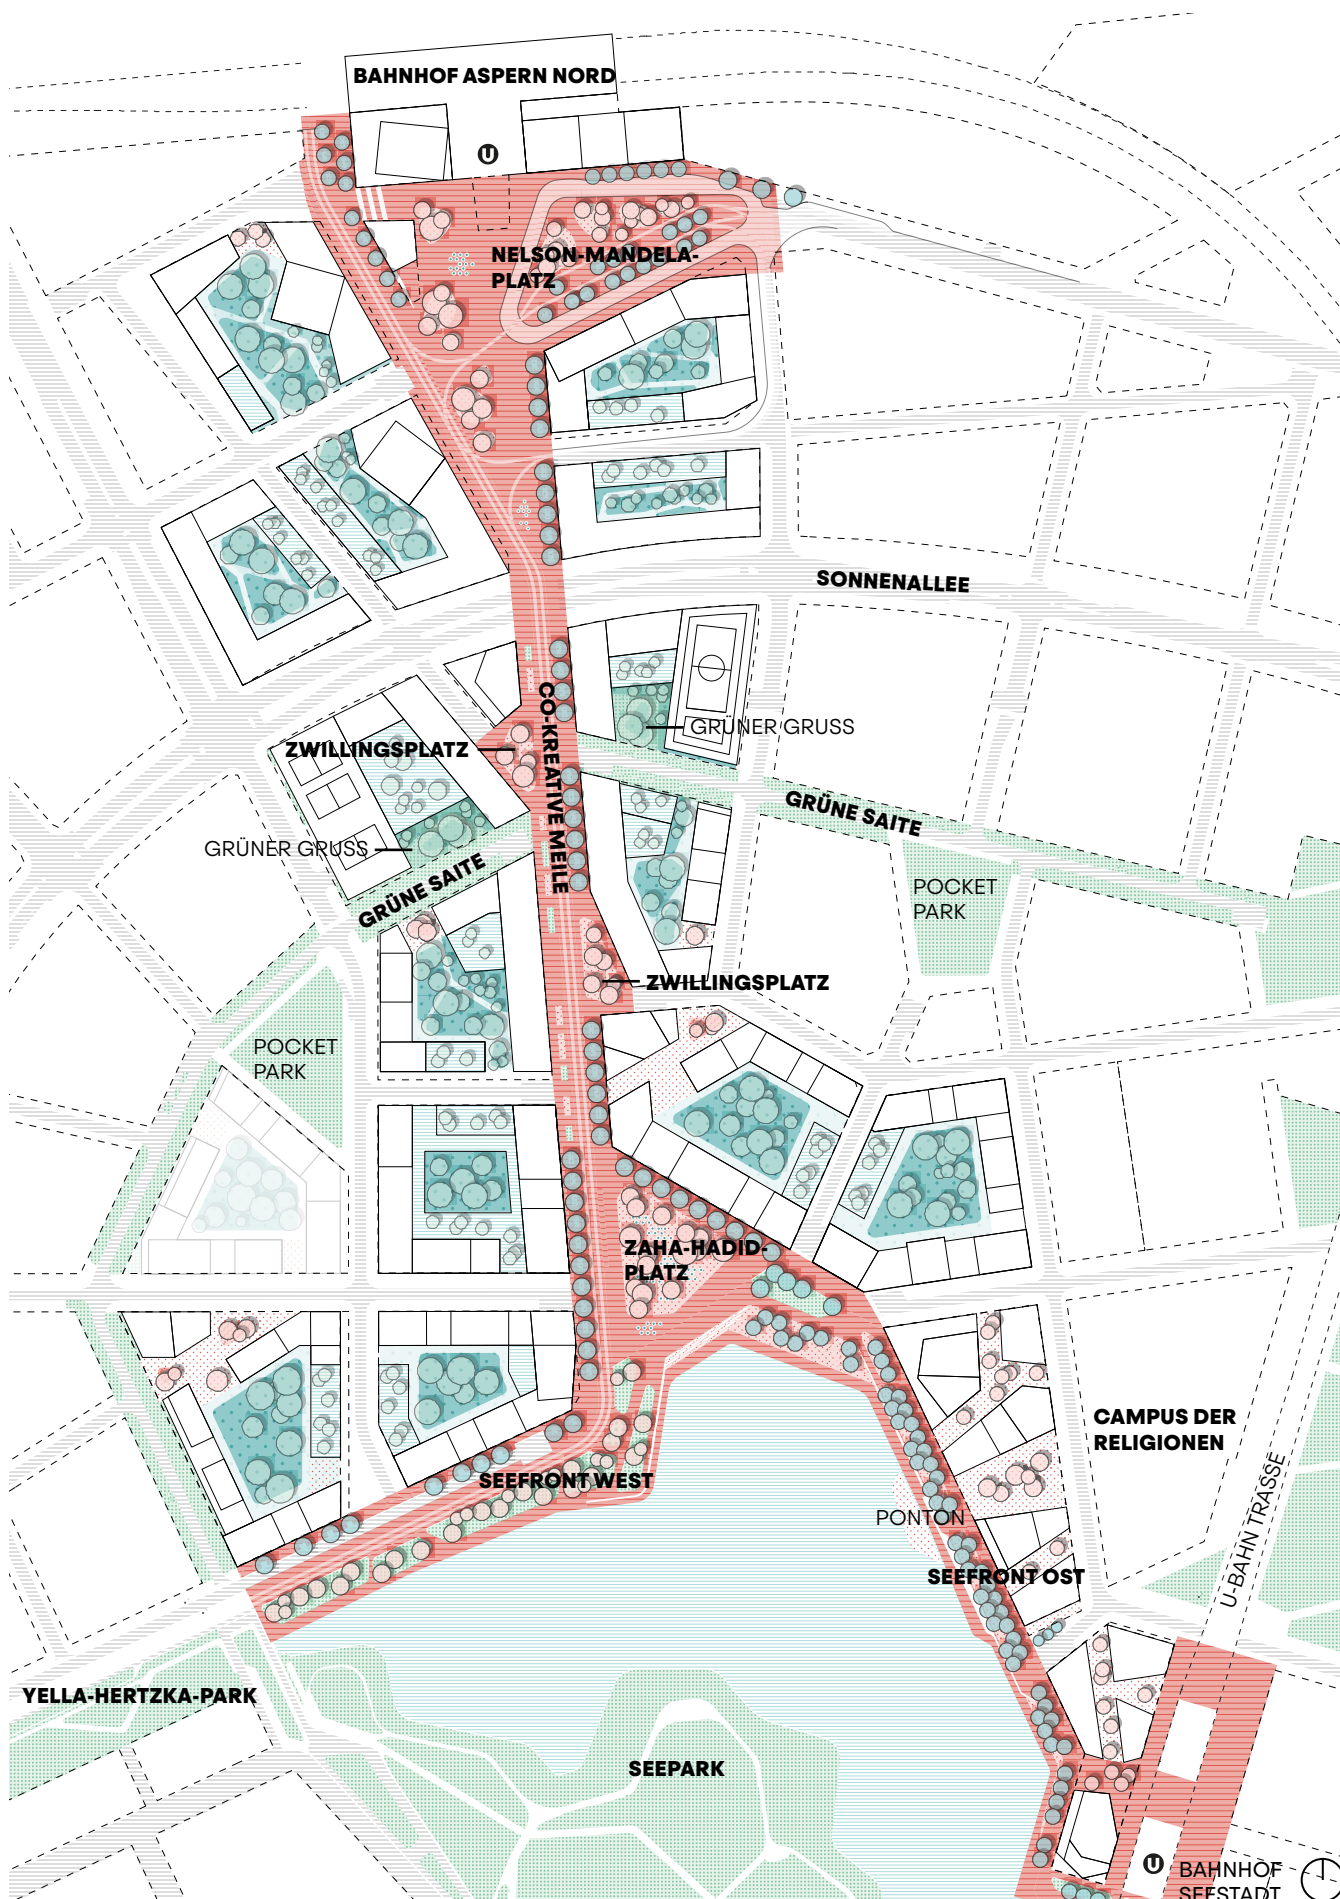 BAHNHOF ASPERN NORD
U
NELSON-MANDELA-
PLATZ
SONNENALLEE
CO-KREATIVE MEILE
GRÜNER GRUSS
ZWILLINGSPLATZ
GRÜNE SAITE
GRÜNER GRUSS
GRÜNE SAITE
POCKET
PARK
ZWILLINGSPLATZ
POCKET
PARK
ZAHA-HADID-
PLATZ
CAMPUS DER
RELIGIONEN
SEEFRONT WEST
PONTON
U-BAHN TRASSE
SEEFRONT OST
YELLA-HERTZKA-PARK
SEEPARK
U
BAHNHOF
SEESTADT